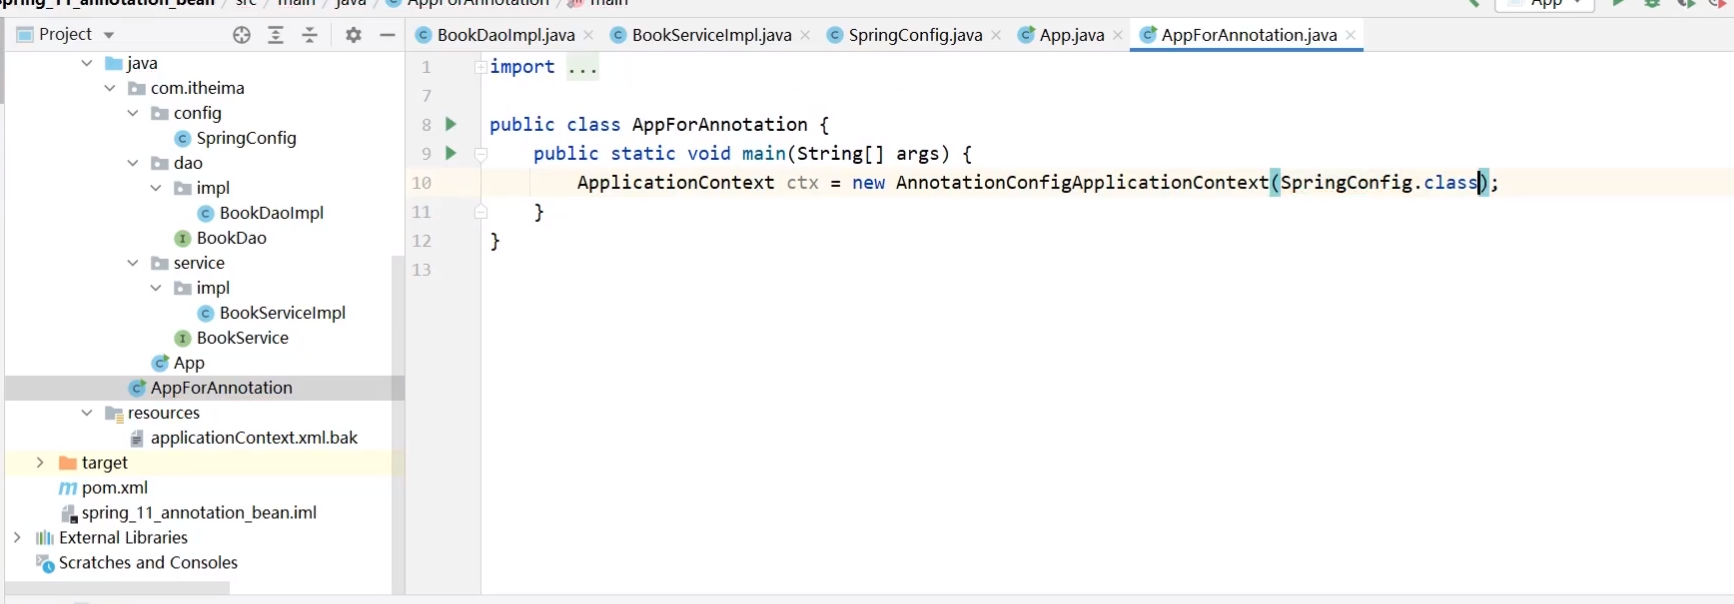 spring_11_annotation_bean src main java AppForAnnotation main App
Project
BookDaoImpl.java BookServiceImpl.java SpringConfig.java App.java AppForAnnotation.java
java
com.itheima
config
SpringConfig
dao
impl
BookDaoImpl
BookDao
service
impl
BookServiceImpl
BookService
App
AppForAnnotation
resources
applicationContext.xml.bak
target
pom.xml
spring_11_annotation_bean.iml
External Libraries
Scratches and Consoles
1 import ...
7
8 public class AppForAnnotation {
9 public static void main(String[] args) {
10 ApplicationContext ctx = new AnnotationConfigApplicationContext(SpringConfig.class);
11 }
12 }
13